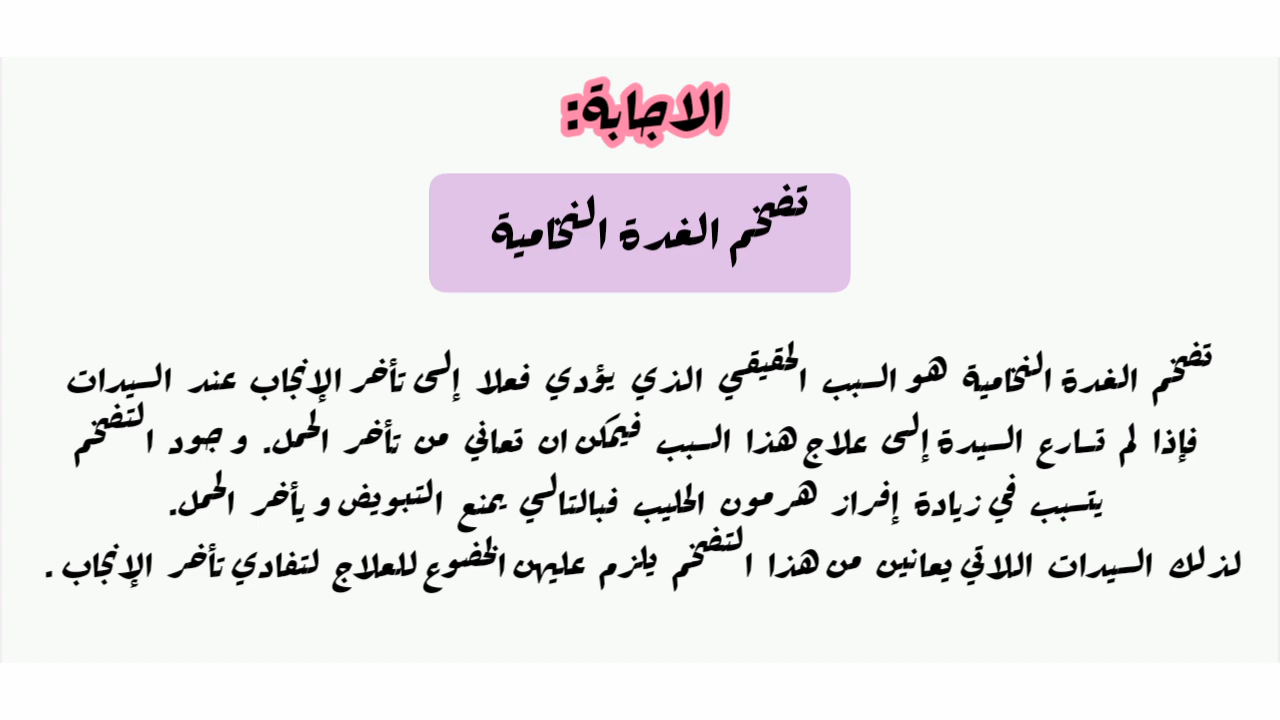 الاجابة:
تضخم الغدة النخامية
تضخم الغدة النخامية هو السبب الحقيقي الذي يؤدي فعلا إلى تأخر الإنجاب عند السيدات
فإذا لم تسارع السيدة إلى علاج هذا السبب فيمكن ان تعاني من تأخر الحمل. وجود التضخم
يتسبب في زيادة إفراز هرمون الحليب فبالتالي يمنع التبويض و يأخر الحمل.
لذلك السيدات اللاتي يعانين من هذا التضخم يلزم عليهن الخضوع للعلاج لتفادي تأخر الإنجاب .